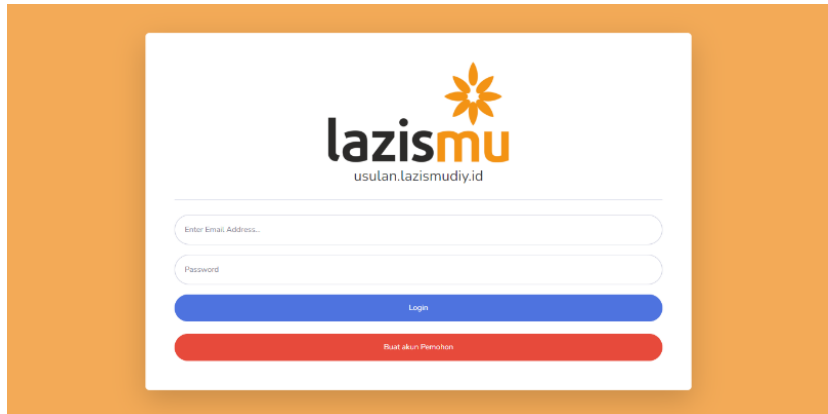 lazismu
usulan.lazismudiy.id
Enter Email Address...
Password
Login
Buat akun Pemohon